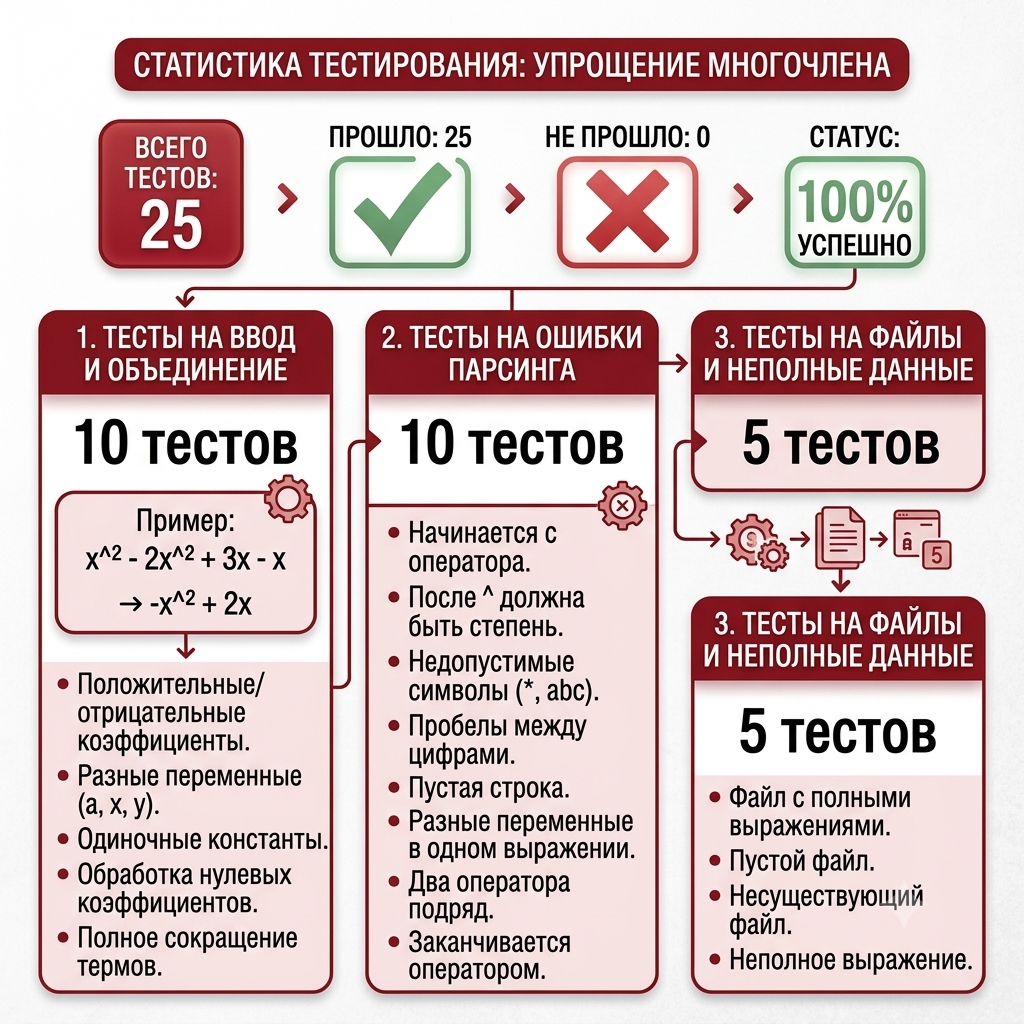 СТАТИСТИКА ТЕСТИРОВАНИЯ: УПРОЩЕНИЕ МНОГОЧЛЕНА
ВСЕГО
ТЕСТОВ:
25
ПРОШЛО: 25
НЕ ПРОШЛО: 0
СТАТУС:
100%
УСПЕШНО
1. ТЕСТЫ НА ВВОД
И ОБЪЕДИНЕНИЕ
10 тестов
Пример:
x^² - 2x^² + 3x - x
→ -x^² + 2x
• Положительные/
отрицательные
коэффициенты.
• Разные переменные
(a, x, y).
• Одиночные константы.
• Обработка нулевых
коэффициентов.
• Полное сокращение
термов.
2. ТЕСТЫ НА ОШИБКИ
ПАРСИНГА
10 тестов
• Начинается с
оператора.
• После ^ должна
быть степень.
• Недопустимые
символы (*, abc).
• Пробелы между
цифрами.
• Пустая строка.
• Разные переменные
в одном выражении.
• Два оператора
подряд.
• Заканчивается
оператором.
3. ТЕСТЫ НА ФАЙЛЫ
И НЕПОЛНЫЕ ДАННЫЕ
5 тестов
$
5
3. ТЕСТЫ НА ФАЙЛЫ
И НЕПОЛНЫЕ ДАННЫЕ
5 тестов
• Файл с полными
выражениями.
• Пустой файл.
• Несуществующий
файл.
• Неполное выражение.